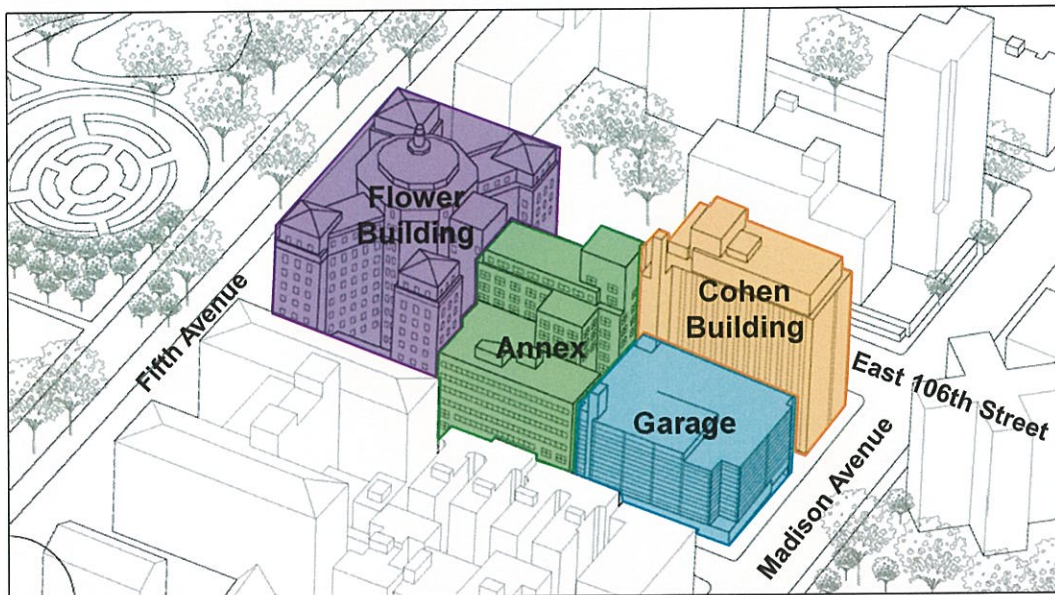 Flower
Building
Cohen
Building
Annex
Garage
Fifth Avenue
East 106th Street
Madison Avenue